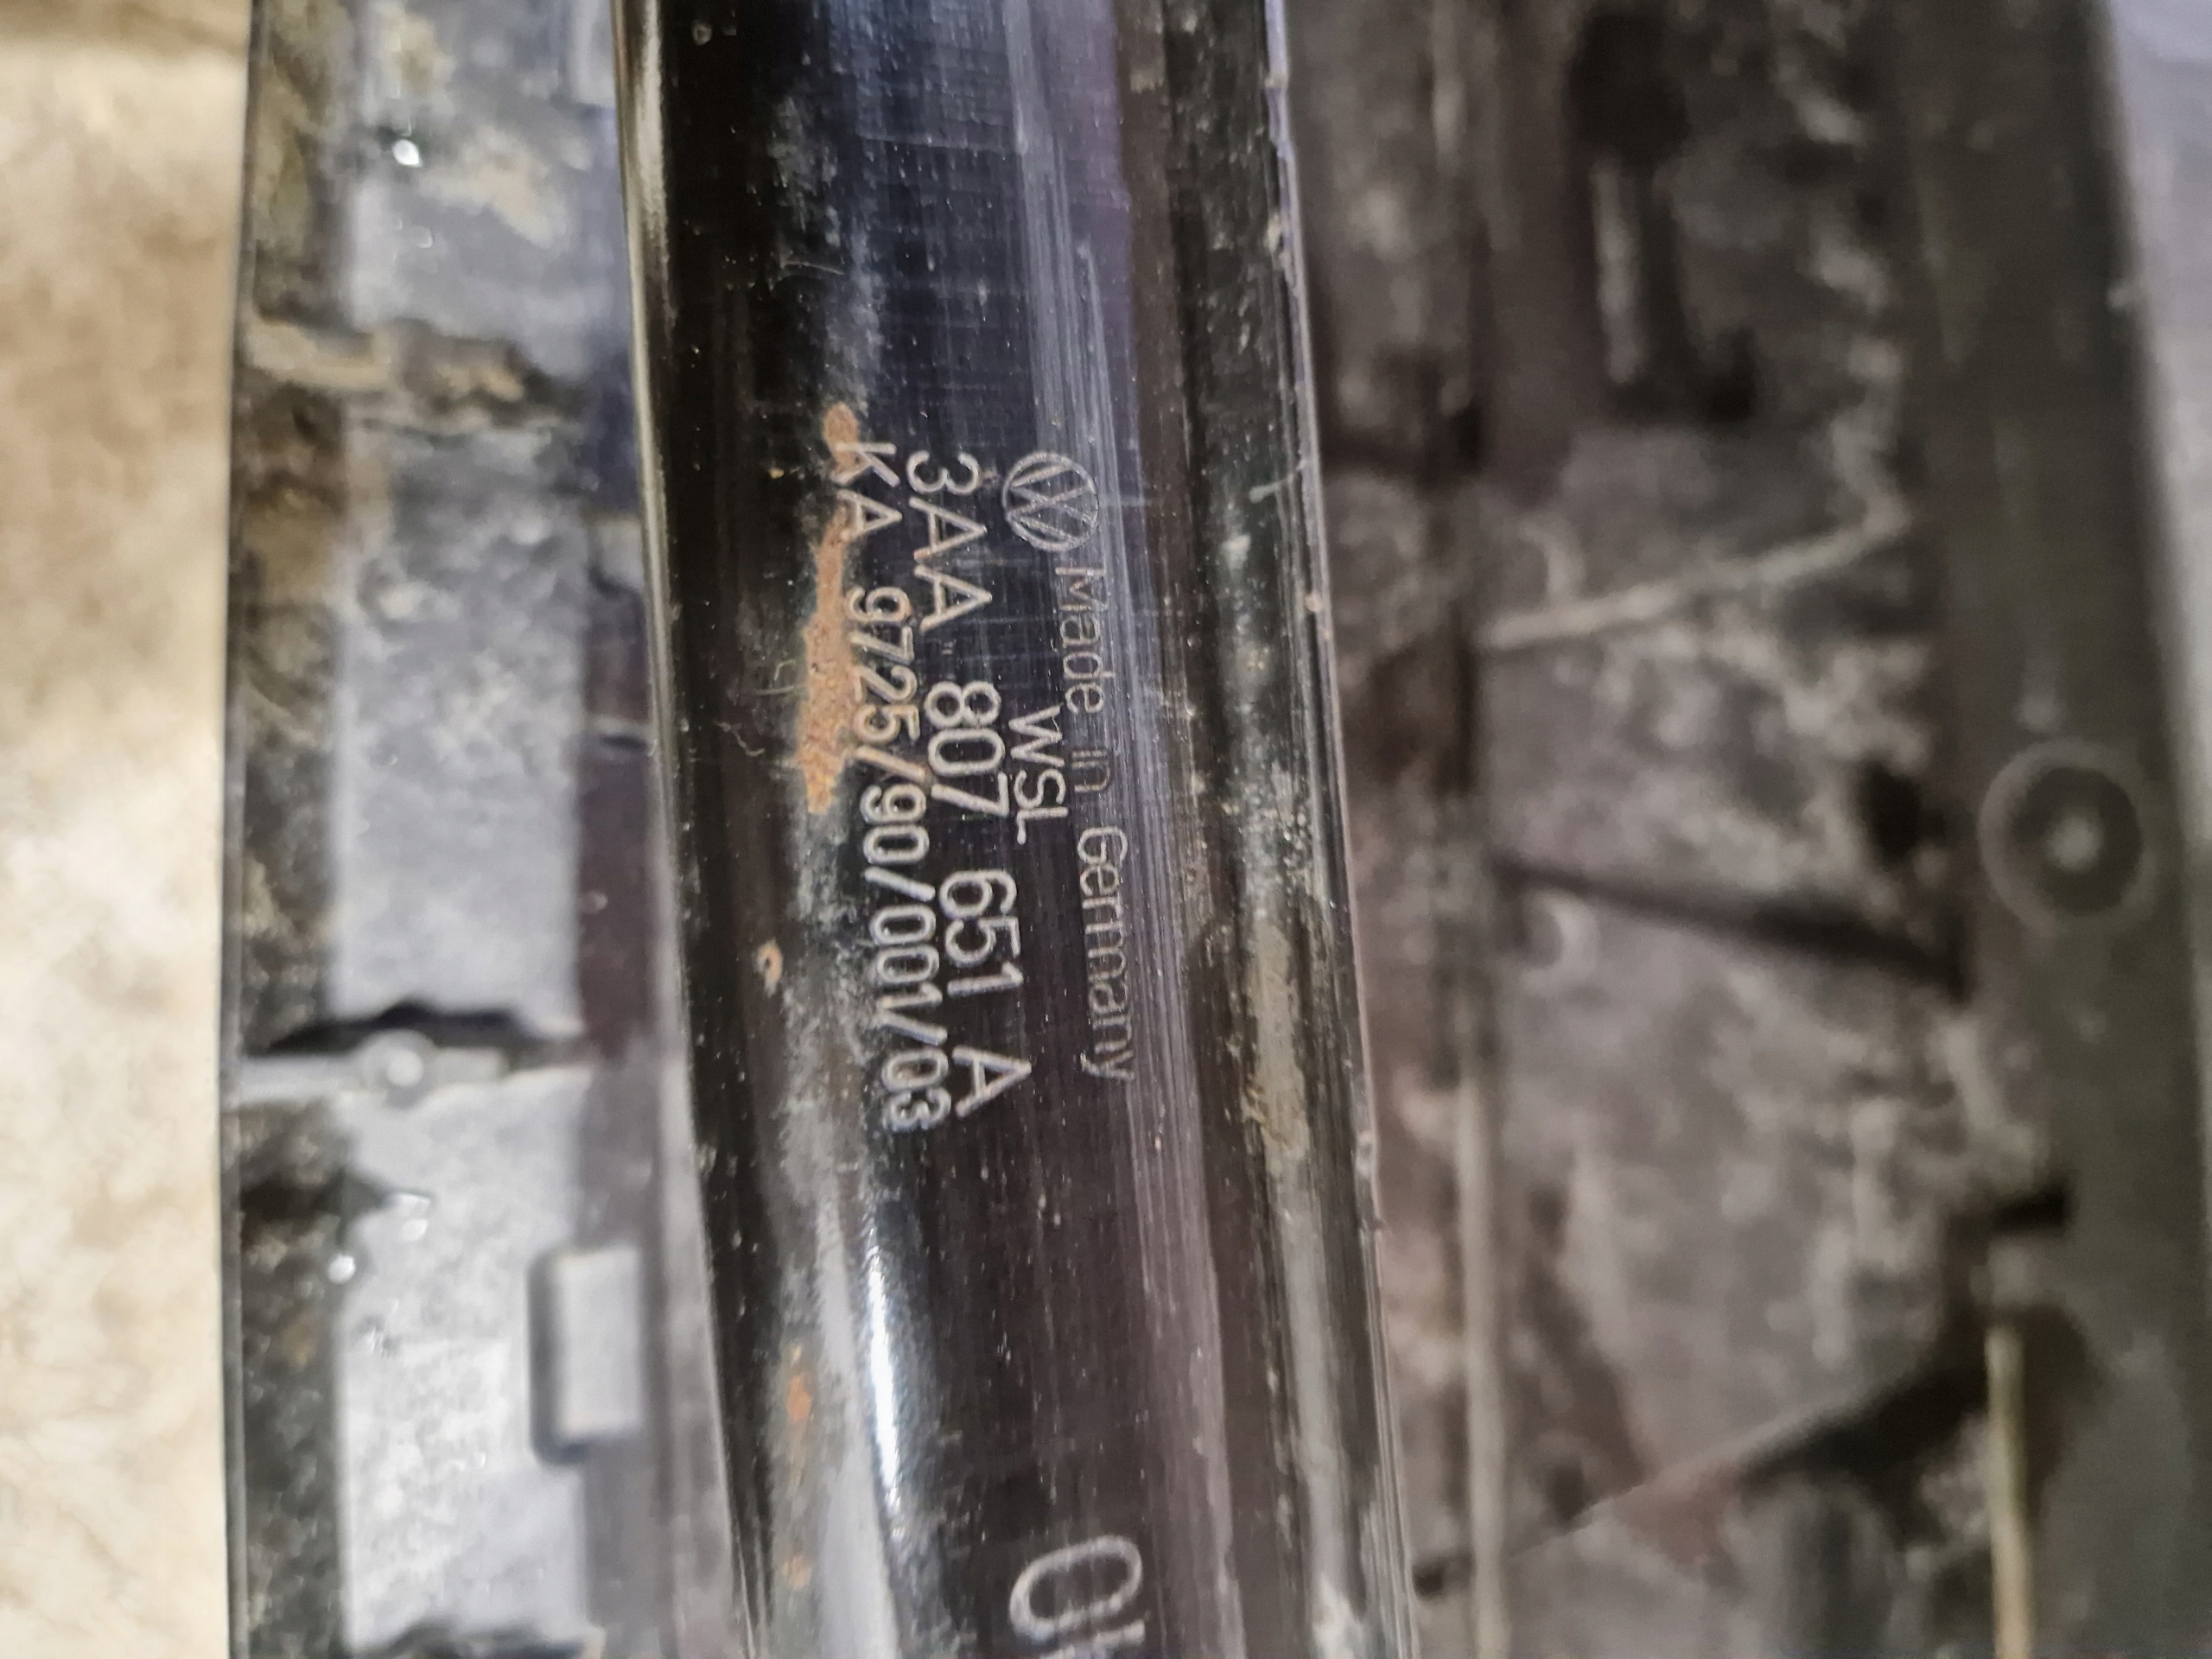 Made in Germany
WSL
3AA 807 651 A
KA 9725/90/001/03